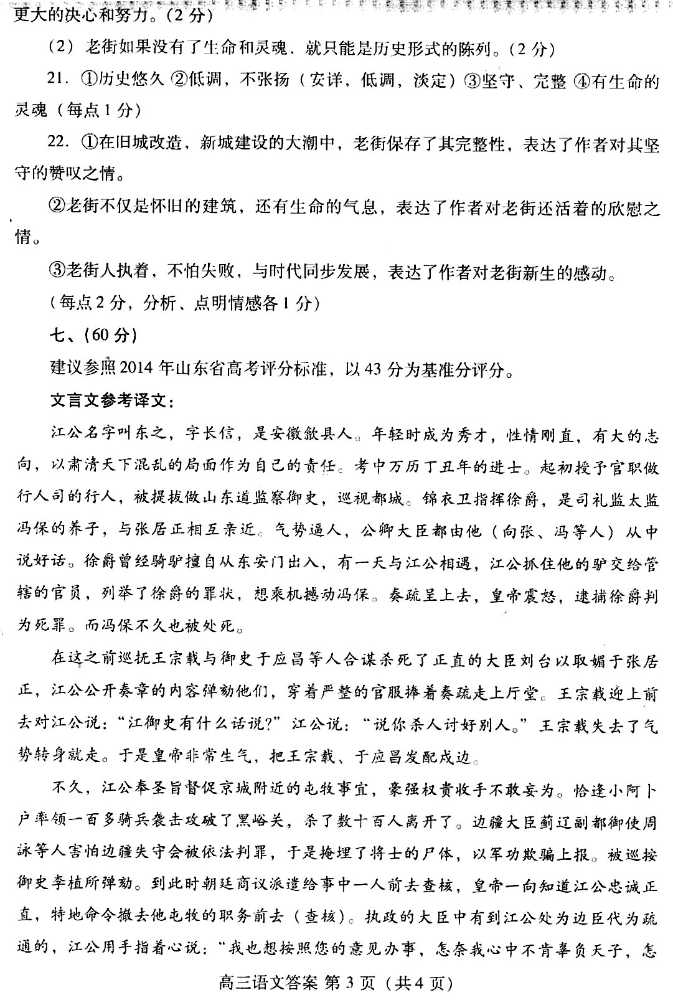 更大的决心和努力。(2 分)
(2) 老街如果没有了生命和灵魂，就只能是历史形式的陈列。(2 分)
21. ①历史悠久 ②低调，不张扬（安详，低调，淡定）③坚守、完整 ④有生命的
灵魂（每点 1 分）
22. ①在旧城改造，新城建设的大潮中，老街保存了其完整性，表达了作者对其坚
守的赞叹之情。
②老街不仅是怀旧的建筑，还有生命的气息，表达了作者对老街还活着的欣慰之
情。
③老街人执着，不怕失败，与时代同步发展，表达了作者对老街新生的感动。
（每点 2 分，分析、点明情感各 1 分）
七、(60 分)
建议参照 2014 年山东省高考评分标准，以 43 分为基准分评分。
文言文参考译文：
江公名字叫东之，字长信，是安徽歙县人。年轻时成为秀才，性情刚直，有大的志
向，以肃清天下混乱的局面作为自己的责任。考中万历丁丑年的进士。起初授予官职做
行人司的行人，被提拔做山东道监察御史，巡视都城。锦衣卫指挥徐爵，是司礼监太监
冯保的养子，与张居正相互亲近。气势逼人，公卿大臣都由他（向张、冯等人）从中
说好话。徐爵曾经骑驴擅自从东安门出入，有一天与江公相遇，江公抓住他的驴交给管
辖的官员，列举了徐爵的罪状，想乘机撼动冯保。奏疏呈上去，皇帝震怒，逮捕徐爵判
为死罪。而冯保不久也被处死。
在这之前巡抚王宗载与御史于应昌等人合谋杀死了正直的大臣刘台以取媚于张居
正，江公公开奏章的内容弹劾他们，穿着严整的官服捧着奏疏走上厅堂。王宗载迎上前
去对江公说：“江御史有什么话说?” 江公说：“说你杀人讨好别人。” 王宗载失去了气
势转身就走。于是皇帝非常生气，把王宗载、于应昌发配戍边。
不久，江公奉圣旨督促京城附近的屯牧事宜，豪强权贵收手不敢妄为。恰逢小阿卜
户率领一百多骑兵袭击攻破了黑峪关，杀了数十百人离开了。边疆大臣蓟辽副都御使周
詠等人害怕边疆失守会被依法判罪，于是掩埋了将士的尸体，以军功欺骗上报。被巡按
御史李植所弹劾。到此时朝廷商议派遣给事中一人前去查核，皇帝一向知道江公忠诚正
直，特地命令撤去他屯牧的职务前去（查核）。执政的大臣中有到江公处为边臣代为疏
通的，江公用手指着心说：“我也想按照您的意见办事，怎奈我心中不肯辜负天子，怎
高三语文答案 第 3 页（共 4 页）